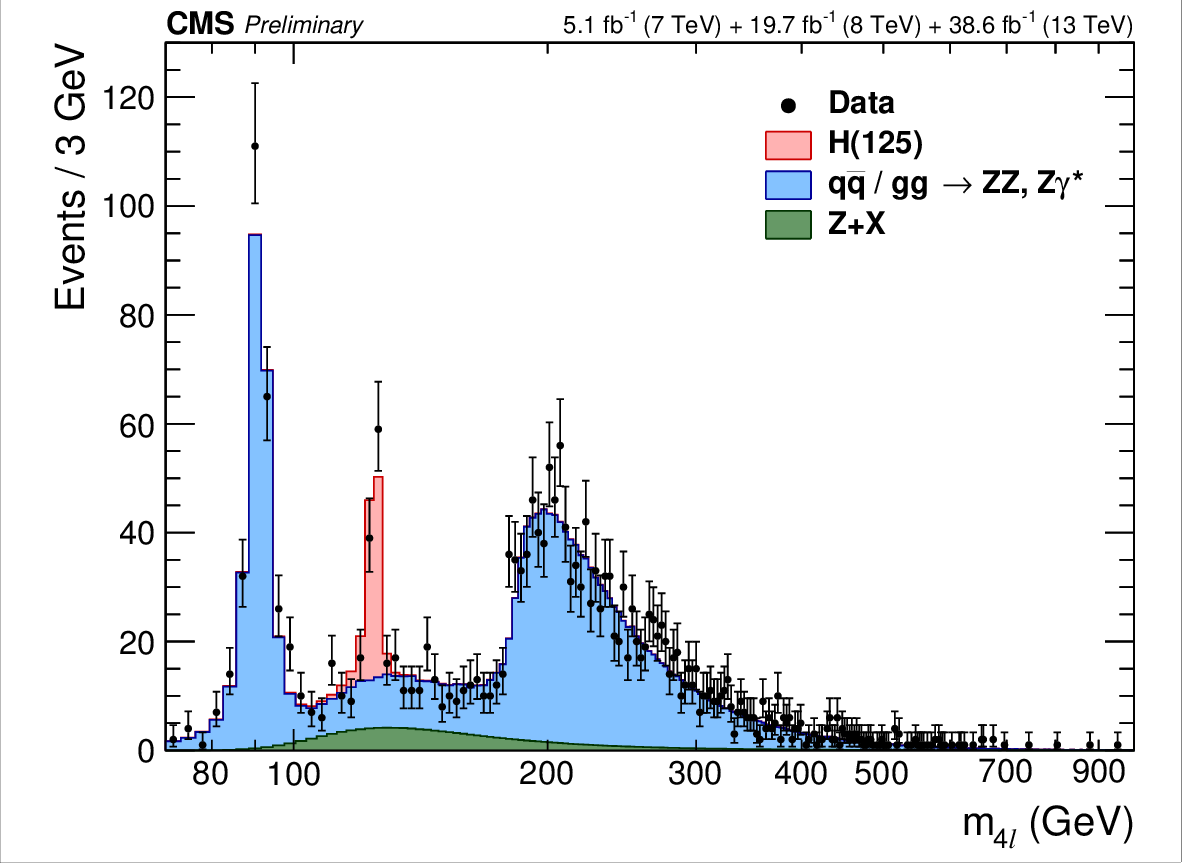 CMS Preliminary 5.1 fb⁻¹ (7 TeV) + 19.7 fb⁻¹ (8 TeV) + 38.6 fb⁻¹ (13 TeV)
Events / 3 GeV
120
100
80
60
40
20
0
Data
H(125)
qq̅ / gg → ZZ, Zγ*
Z+X
80 100 200 300 400 500 700 900
m₄ₗ (GeV)